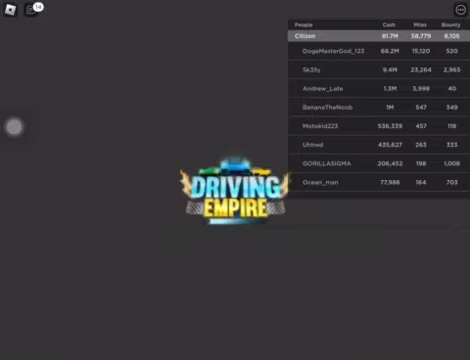 14
People Cash Miles Bounty
Citizen 81.7M 58,779 8,105
DogeMasterGod_123 68.2M 15,120 520
Sk35y 9.4M 23,264 2,965
Andrew_Late 1.3M 3,998 40
BananaTheNoob 1M 547 349
Motokid223 536,339 457 118
Uhtred 435,627 263 333
GORILLASIGMA 206,452 198 1,008
Ocean_man 77,986 164 703
DRIVING
EMPIRE